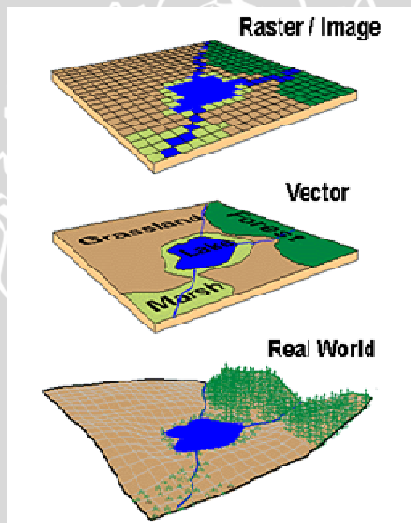 Raster / Image
Vector
Grassland
Forest
Lake
Marsh
Real World